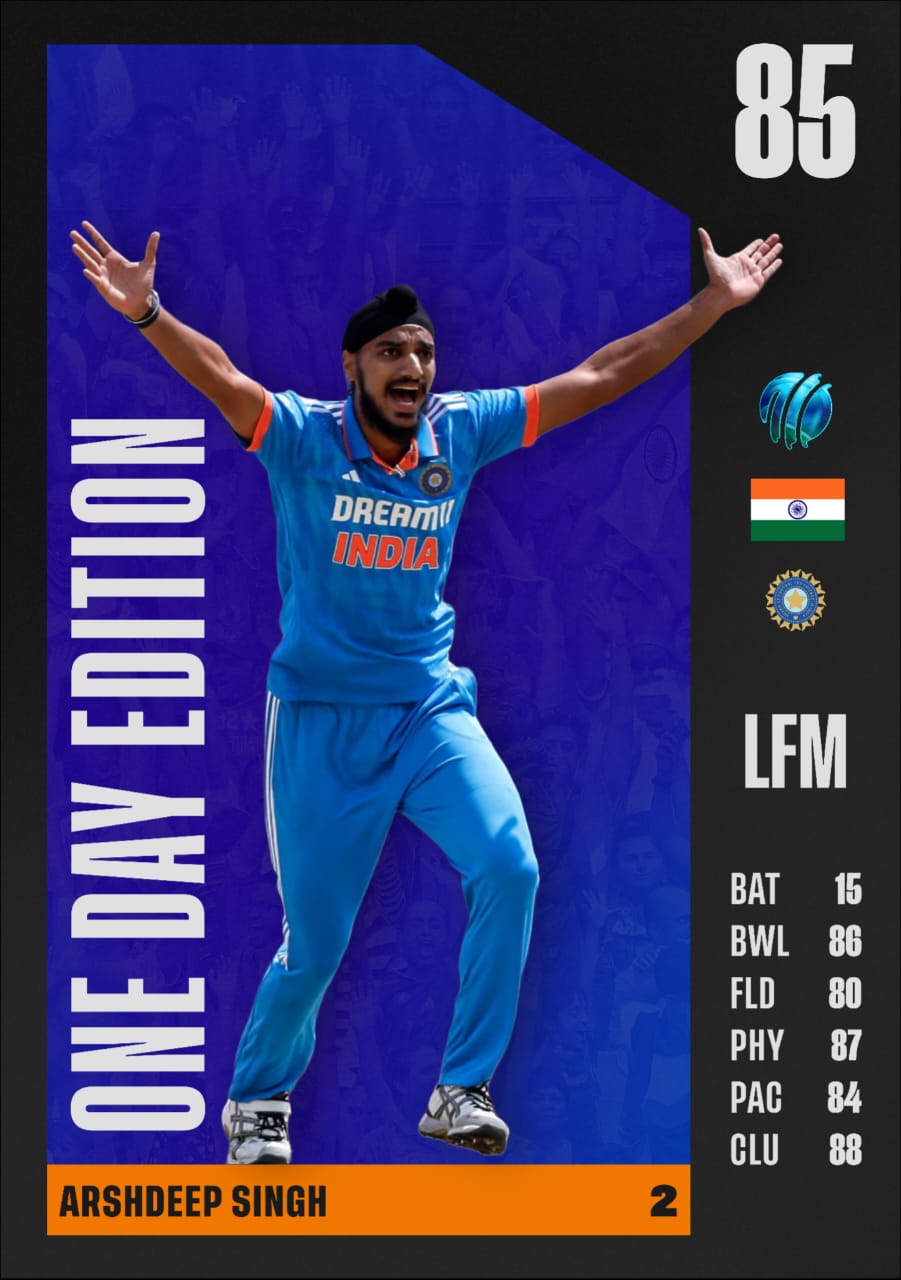 85
ONE DAY EDITION
DREAM11
INDIA
LFM
BAT 15
BWL 86
FLD 80
PHY 87
PAC 84
CLU 88
ARSHDEEP SINGH 2